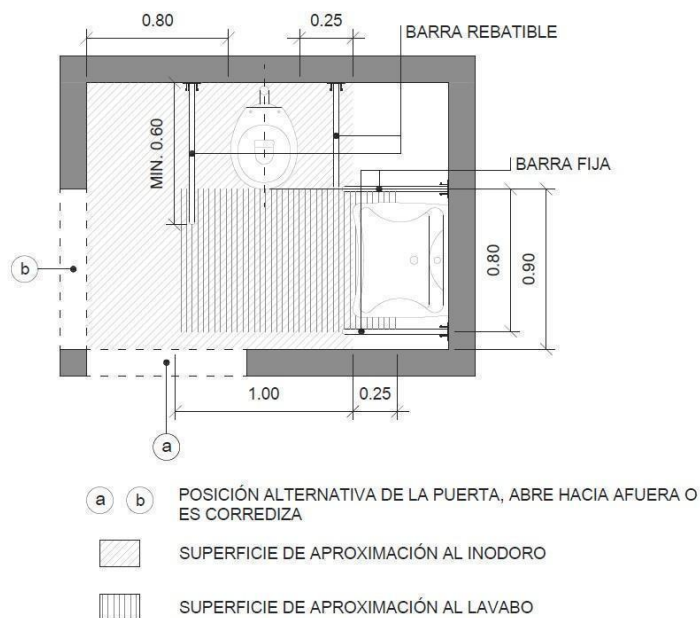 0.80
0.25
BARRA REBATIBLE
MIN. 0.60
BARRA FIJA
b
0.80
0.90
1.00
0.25
a
a b POSICIÓN ALTERNATIVA DE LA PUERTA, ABRE HACIA AFUERA O
ES CORREDIZA
SUPERFICIE DE APROXIMACIÓN AL INODORO
SUPERFICIE DE APROXIMACIÓN AL LAVABO